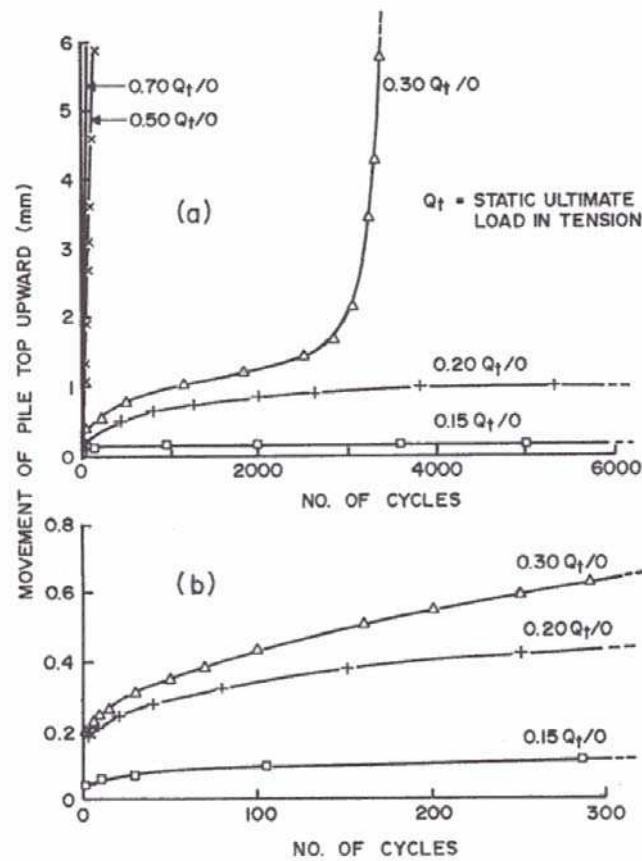 6
0.70 Qt/0
0.30 Qt/0
5
0.50 Qt/0
4
(a)
Qt = STATIC ULTIMATE
LOAD IN TENSION
3
2
0.20 Qt/0
1
0.15 Qt/0
0
0 2000 4000 6000
NO. OF CYCLES
MOVEMENT OF PILE TOP UPWARD (mm)
0.8
(b)
0.30 Qt/0
0.6
0.20 Qt/0
0.4
0.2
0.15 Qt/0
0
0 100 200 300
NO. OF CYCLES